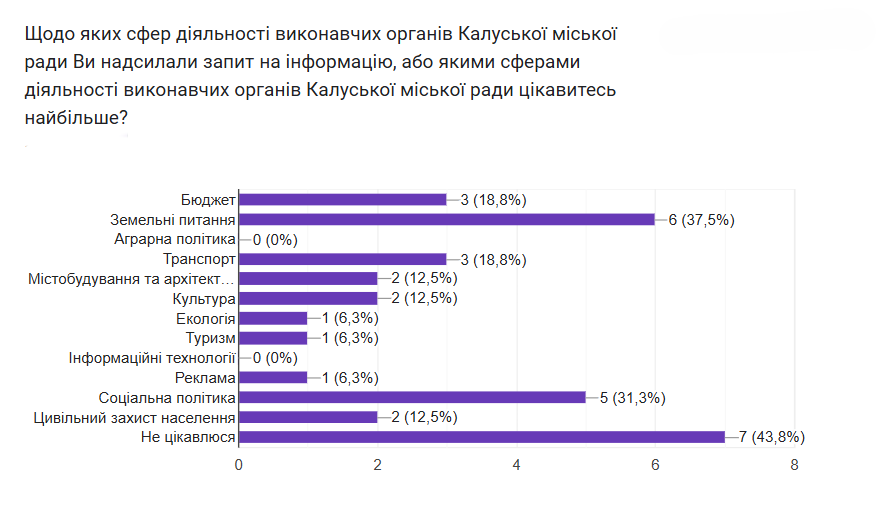 Щодо яких сфер діяльності виконавчих органів Калуської міської
ради Ви надсилали запит на інформацію, або якими сферами
діяльності виконавчих органів Калуської міської ради цікавитесь
найбільше?
Бюджет 3 (18,8%)
Земельні питання 6 (37,5%)
Аграрна політика 0 (0%)
Транспорт 3 (18,8%)
Містобудування та архітект... 2 (12,5%)
Культура 2 (12,5%)
Екологія 1 (6,3%)
Туризм 1 (6,3%)
Інформаційні технології 0 (0%)
Реклама 1 (6,3%)
Соціальна політика 5 (31,3%)
Цивільний захист населення 2 (12,5%)
Не цікавлюся 7 (43,8%)
0 2 4 6 8